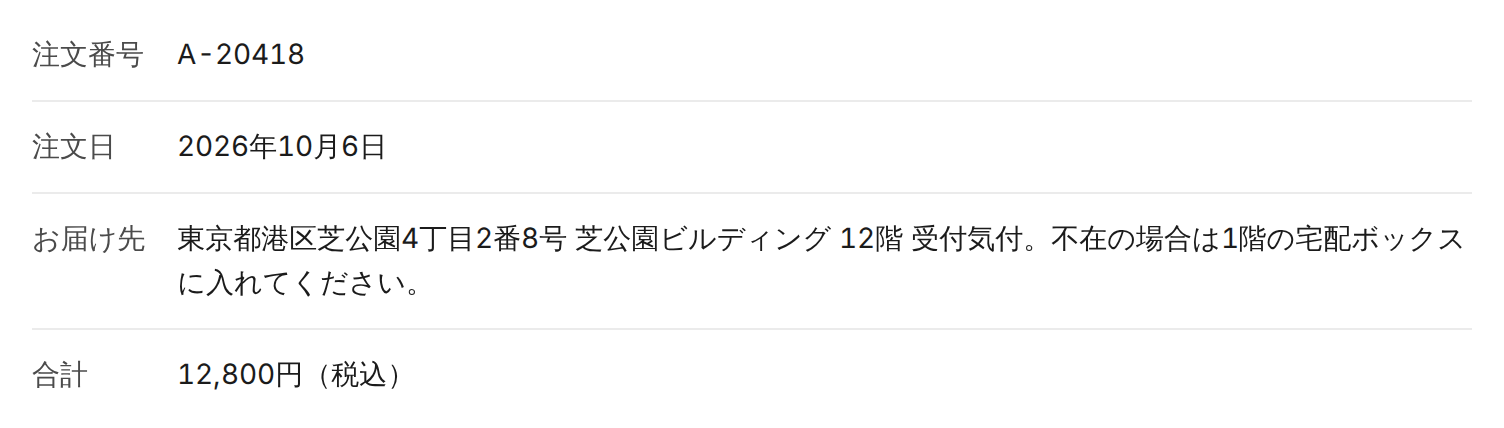 注文番号 A-20418
注文日 2026年10月6日
お届け先 東京都港区芝公園4丁目2番8号 芝公園ビルディング 12階 受付気付。不在の場合は1階の宅配ボックス
に入れてください。
合計 12,800円（税込）